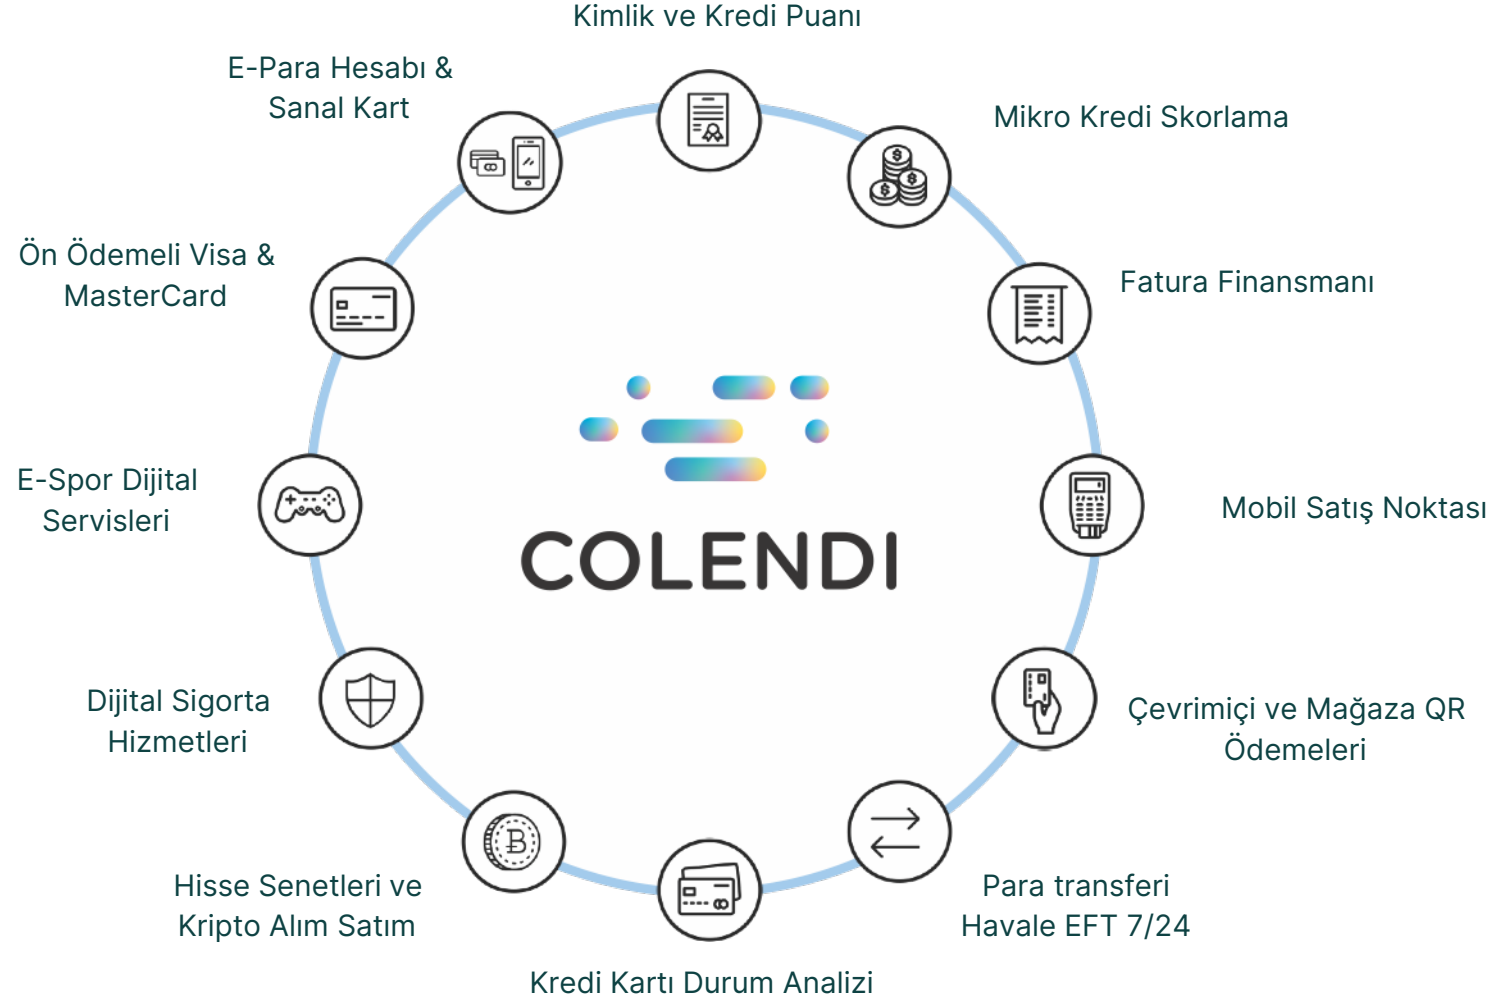 Kimlik ve Kredi Puanı
E-Para Hesabı &
Sanal Kart
Mikro Kredi Skorlama
Ön Ödemeli Visa &
MasterCard
Fatura Finansmanı
E-Spor Dijital
Servisleri
Mobil Satış Noktası
COLENDI
Dijital Sigorta
Hizmetleri
Çevrimiçi ve Mağaza QR
Ödemeleri
Hisse Senetleri ve
Kripto Alım Satım
Para transferi
Havale EFT 7/24
Kredi Kartı Durum Analizi